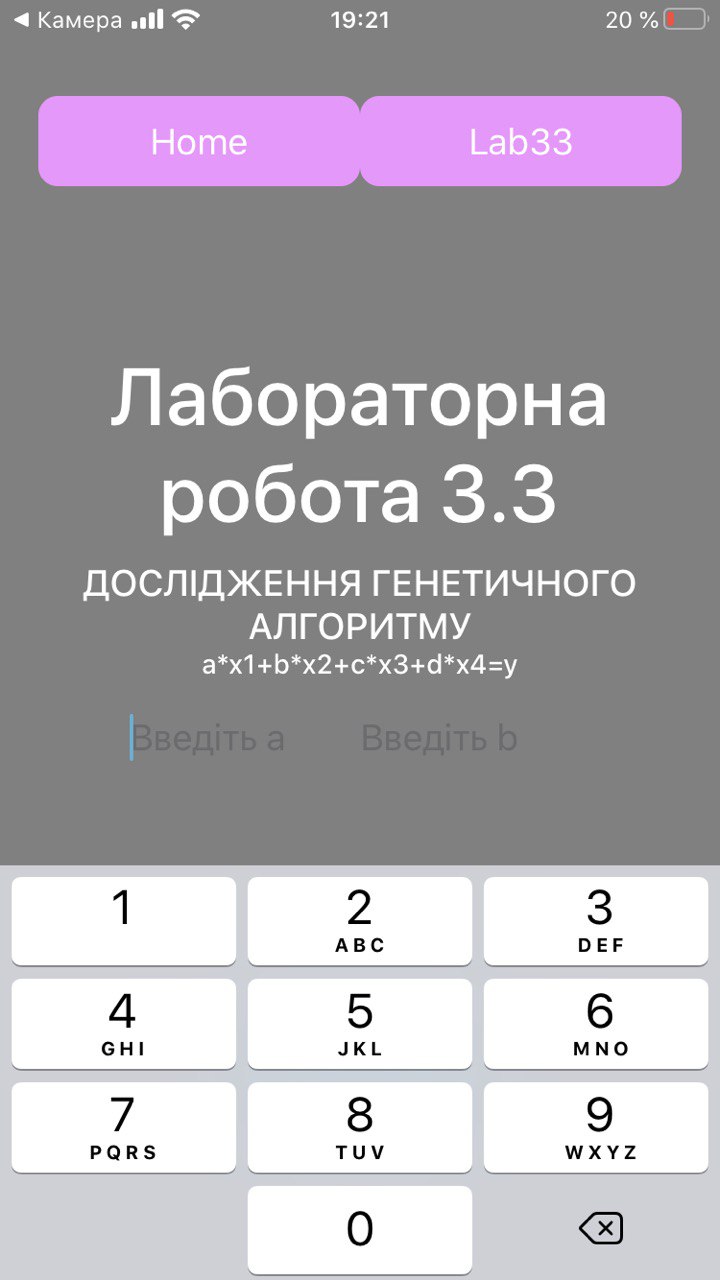 ◀ Камера 19:21 20 %
Home Lab33
Лабораторна
робота 3.3
ДОСЛІДЖЕННЯ ГЕНЕТИЧНОГО
АЛГОРИТМУ
a*x1+b*x2+c*x3+d*x4=y
Введіть a Введіть b
1 2 3
ABC DEF
4 5 6
GHI JKL MNO
7 8 9
PQRS TUV WXYZ
0